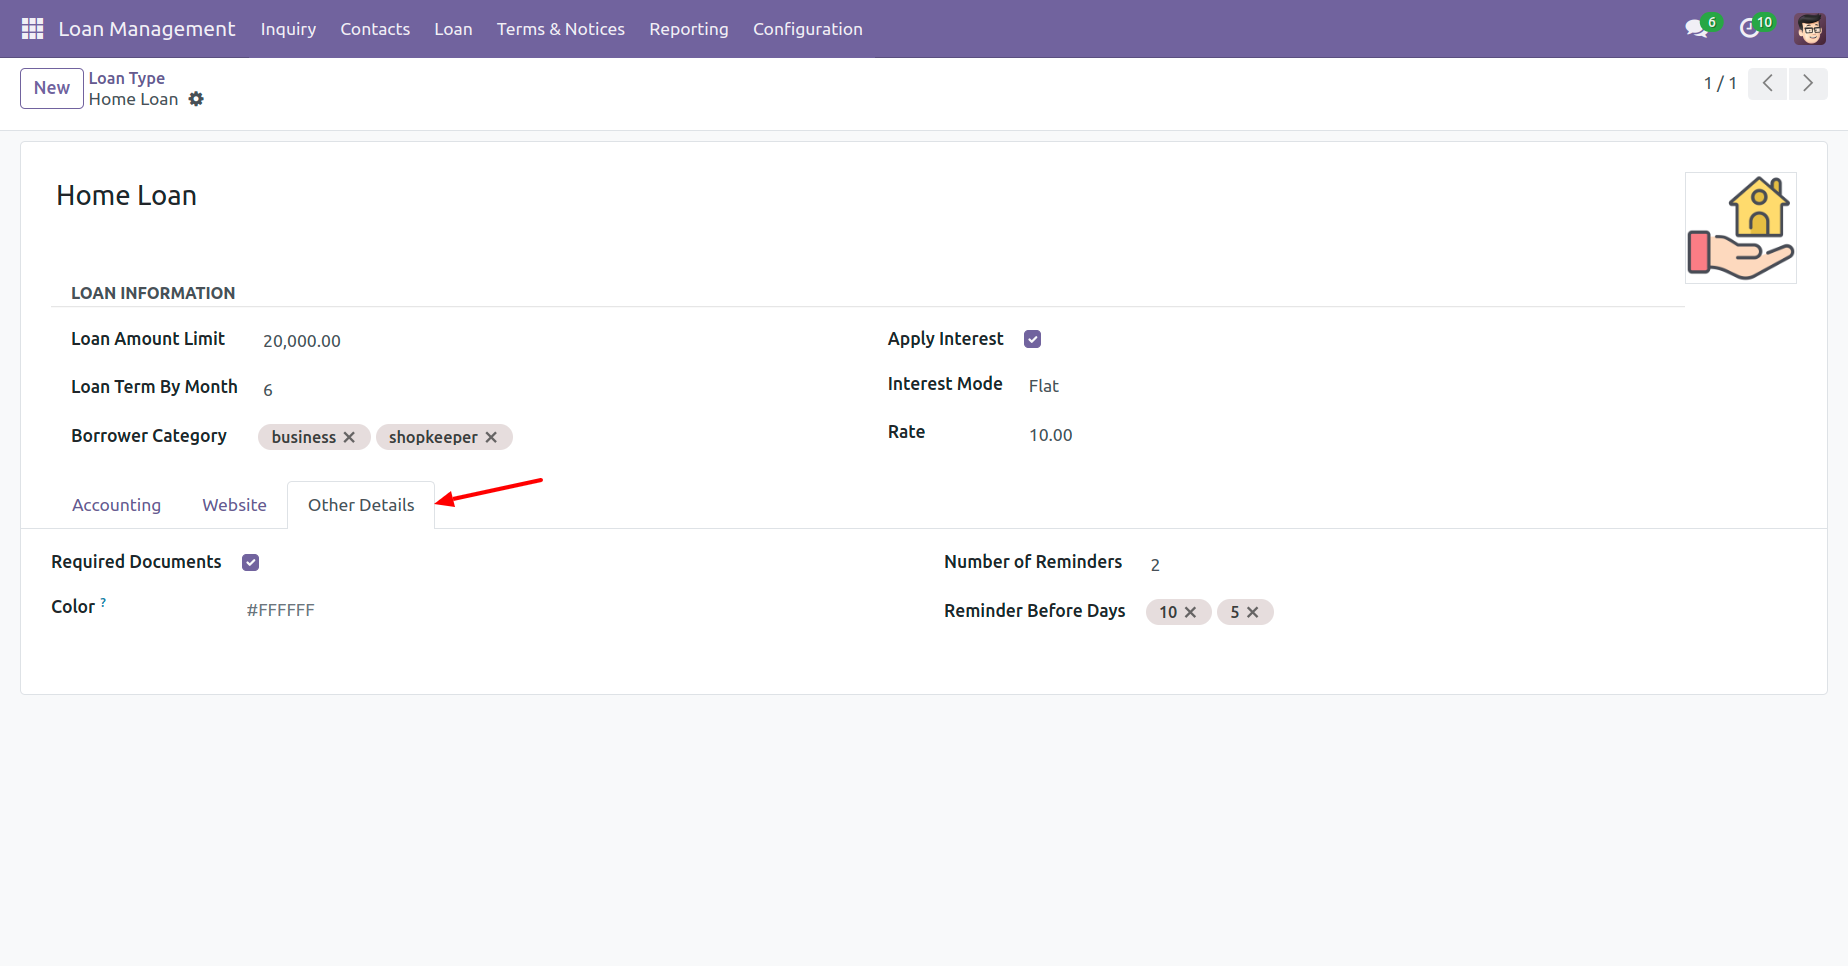 Loan Management Inquiry Contacts Loan Terms & Notices Reporting Configuration 6 10
New Loan Type 1 / 1
Home Loan
Home Loan
LOAN INFORMATION
Loan Amount Limit 20,000.00 Apply Interest
Loan Term By Month 6 Interest Mode Flat
Borrower Category business shopkeeper Rate 10.00
Accounting Website Other Details
Required Documents Number of Reminders 2
Color ? #FFFFFF Reminder Before Days 10 5